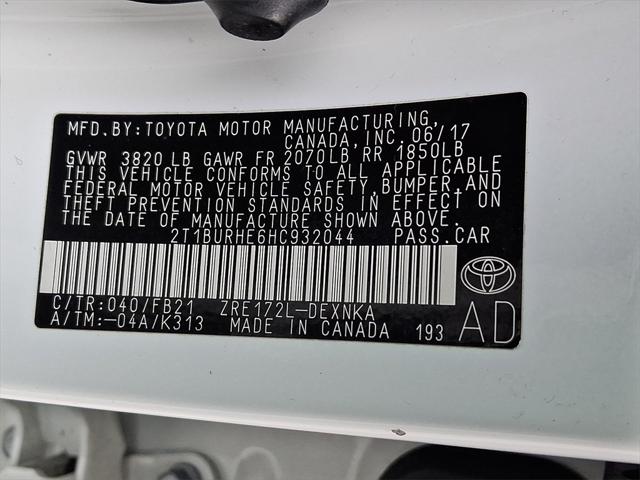 MFD. BY: TOYOTA MOTOR MANUFACTURING,
CANADA, INC. 06/17
GVWR 3820 LB GAWR FR 2070LB, RR 1850LB
THIS VEHICLE CONFORMS TO ALL APPLICABLE
FEDERAL MOTOR VEHICLE SAFETY, BUMPER, AND
THEFT PREVENTION STANDARDS IN EFFECT ON
THE DATE OF MANUFACTURE SHOWN ABOVE.
2T1BURHE6HC932044 PASS. CAR
C/TR: 040/FB21 ZRE172L-DEXNKA
A/TM: -04A/K313 MADE IN CANADA 193
AD